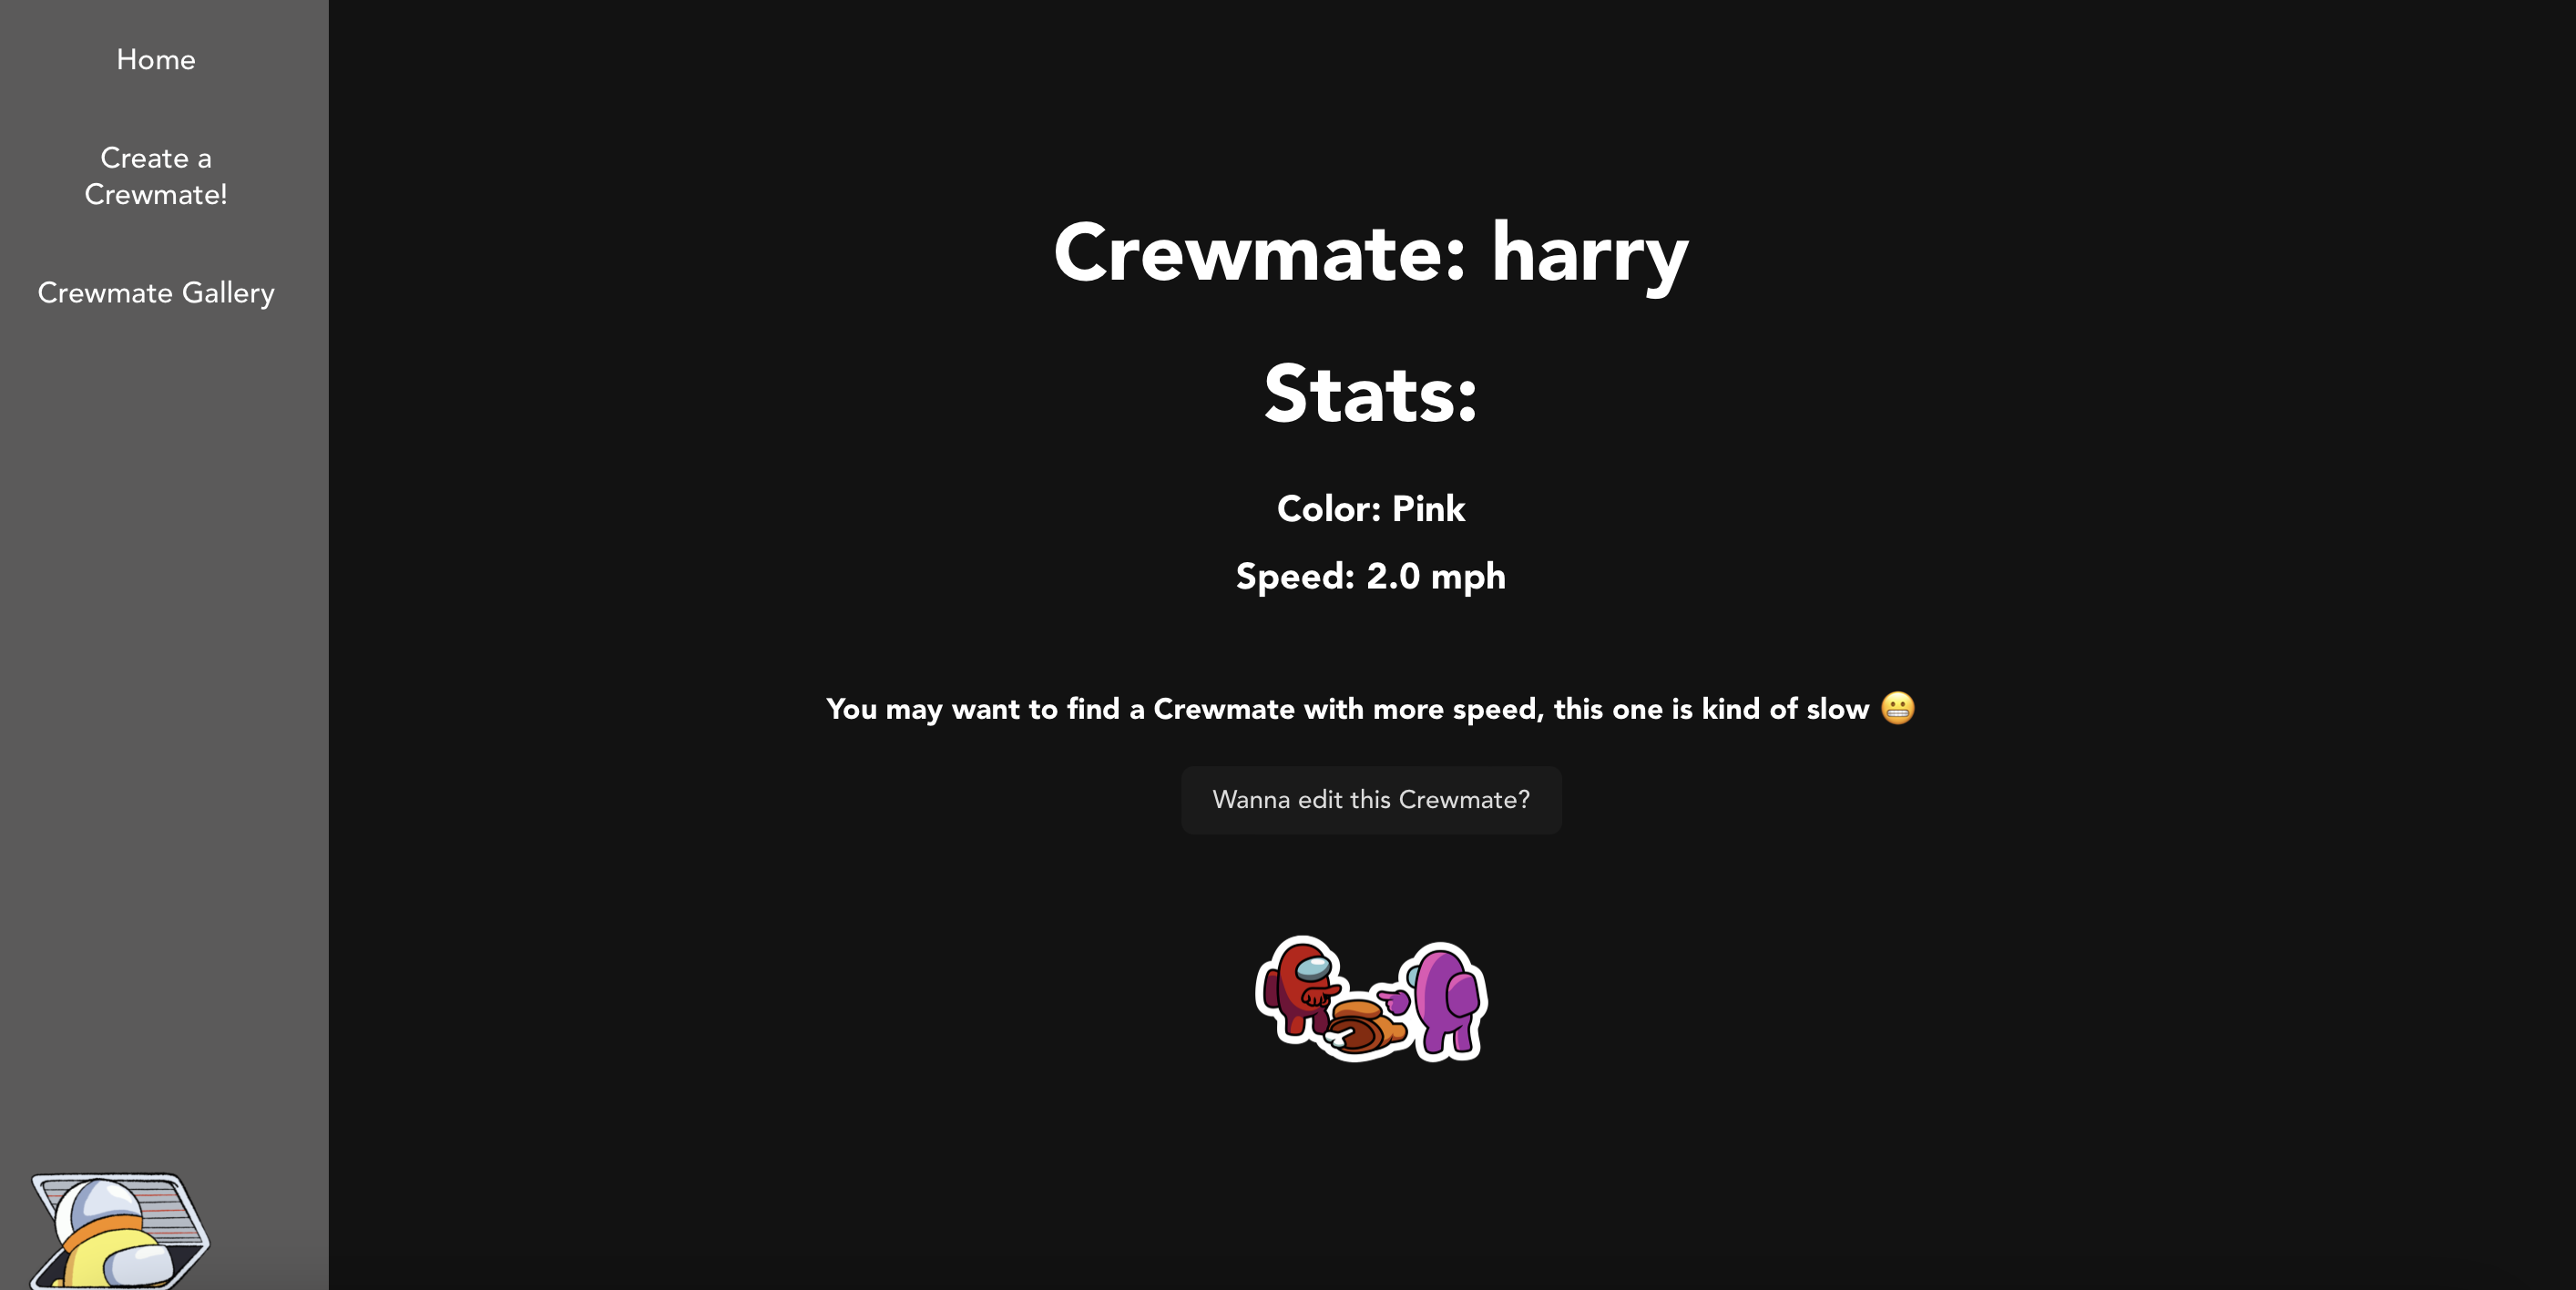 Home
Create a
Crewmate!
Crewmate Gallery
Crewmate: harry
Stats:
Color: Pink
Speed: 2.0 mph
You may want to find a Crewmate with more speed, this one is kind of slow 😬
Wanna edit this Crewmate?